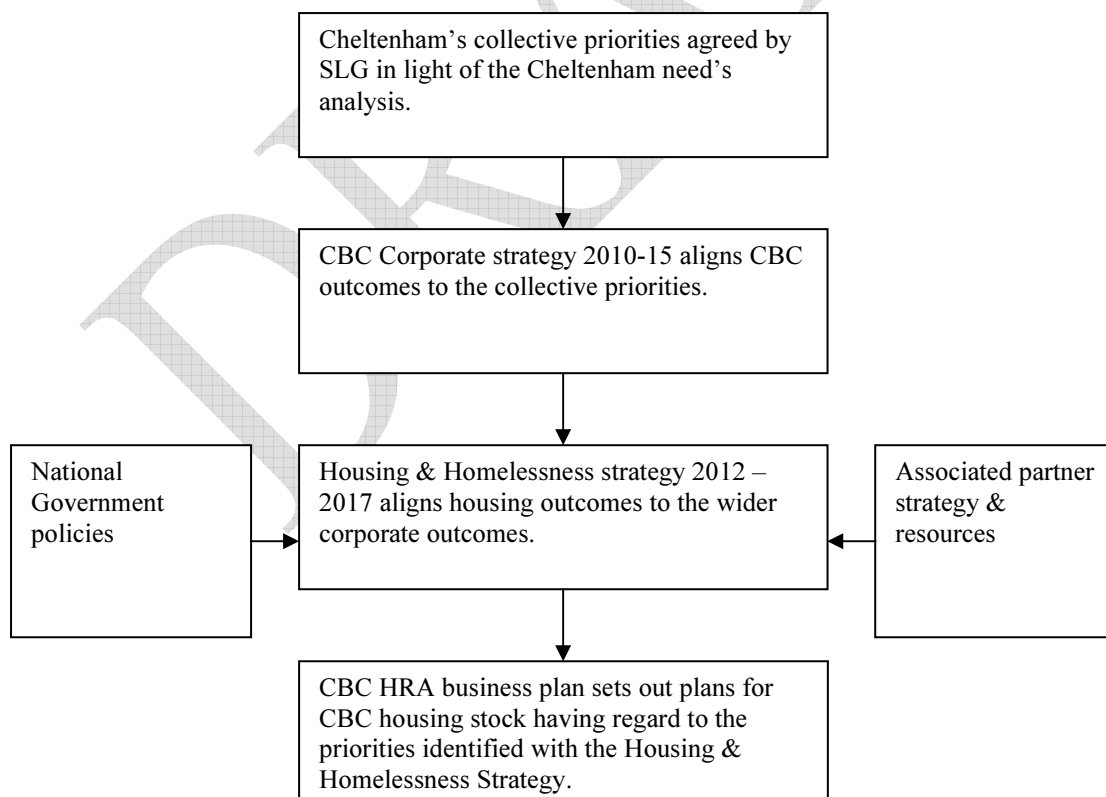 Cheltenham’s collective priorities agreed by
SLG in light of the Cheltenham need’s
analysis.
CBC Corporate strategy 2010-15 aligns CBC
outcomes to the collective priorities.
National
Government
policies
Housing & Homelessness strategy 2012 –
2017 aligns housing outcomes to the wider
corporate outcomes.
Associated partner
strategy &
resources
CBC HRA business plan sets out plans for
CBC housing stock having regard to the
priorities identified with the Housing &
Homelessness Strategy.